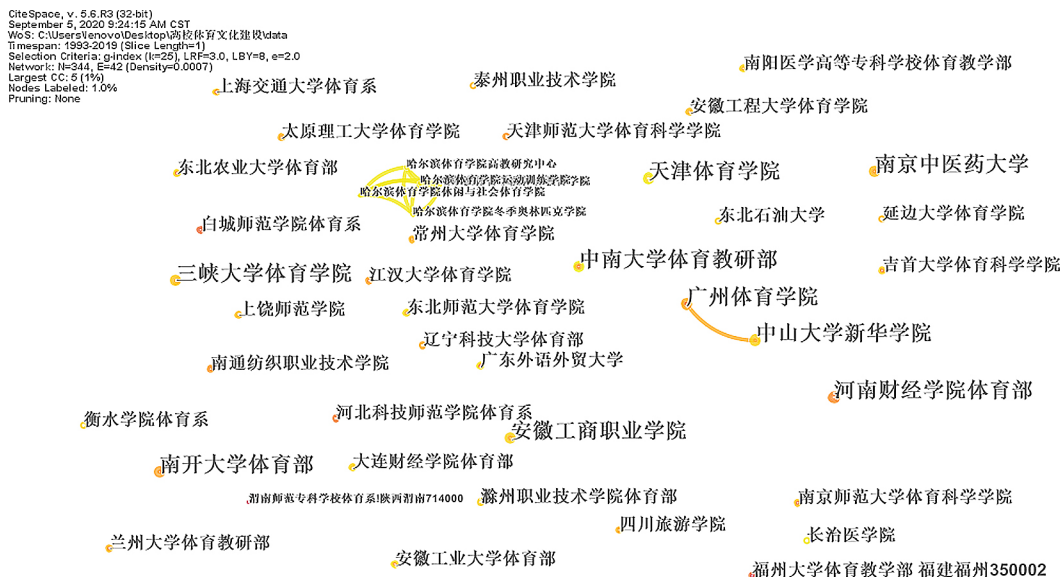 CiteSpace, v. 5.6.R3 (32-bit)
September 5, 2020 9:24:15 AM CST
WoS: C:\Users\lenovo\Desktop\高校体育文化建设\data
Timespan: 1993-2019 (Slice Length=1)
Selection Criteria: g-index (k=25), LRF=3.0, LBY=8, e=2.0
Network: N=344, E=42 (Density=0.0007)
Largest CC: 5 (1%)
Nodes Labeled: 1.0%
Pruning: None
南阳医学高等专科学校体育教学部
上海交通大学体育系
泰州职业技术学院
安徽工程大学体育学院
太原理工大学体育学院
天津师范大学体育科学学院
东北农业大学体育部
哈尔滨体育学院高教研究中心
天津体育学院
南京中医药大学
哈尔滨体育学院运动训练学院
哈尔滨体育学院休闲与社会体育学院
哈尔滨体育学院冬季奥林匹克学院
东北石油大学
延边大学体育学院
白城师范学院体育系
常州大学体育学院
三峡大学体育学院
江汉大学体育学院
中南大学体育教研部
吉首大学体育科学学院
广州体育学院
上饶师范学院
东北师范大学体育学院
中山大学新华学院
辽宁科技大学体育部
南通纺织职业技术学院
广东外语外贸大学
河南财经学院体育部
衡水学院体育系
河北科技师范学院体育系
安徽工商职业学院
南开大学体育部
大连财经学院体育部
渭南师范专科学校体育系!陕西渭南714000
滁州职业技术学院体育部
南京师范大学体育科学学院
四川旅游学院
长治医学院
兰州大学体育教研部
安徽工业大学体育部
福州大学体育教学部 福建福州350002